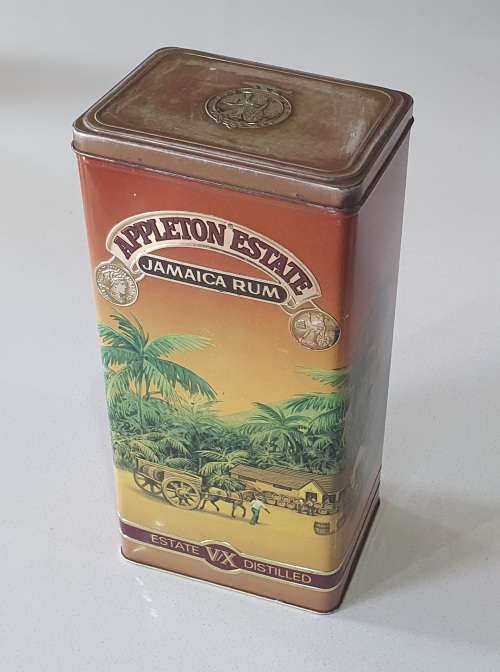 APPLETON ESTATE
JAMAICA RUM
ESTATE V/X DISTILLED